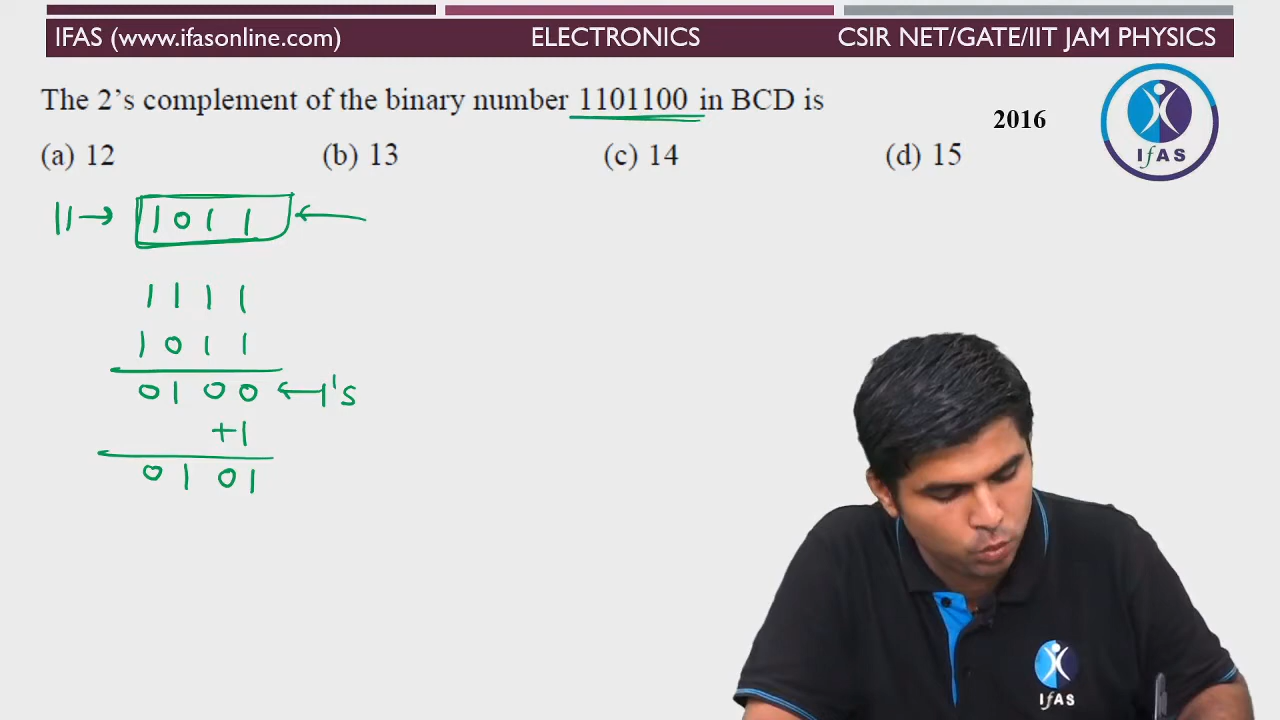 IFAS (www.ifasonline.com) ELECTRONICS CSIR NET/GATE/IIT JAM PHYSICS
The 2’s complement of the binary number 1101100 in BCD is
2016
(a) 12 (b) 13 (c) 14 (d) 15
IfAS
11→ 1011 ←
1111
1011
0100 ← 1's
+1
0101
IfAS